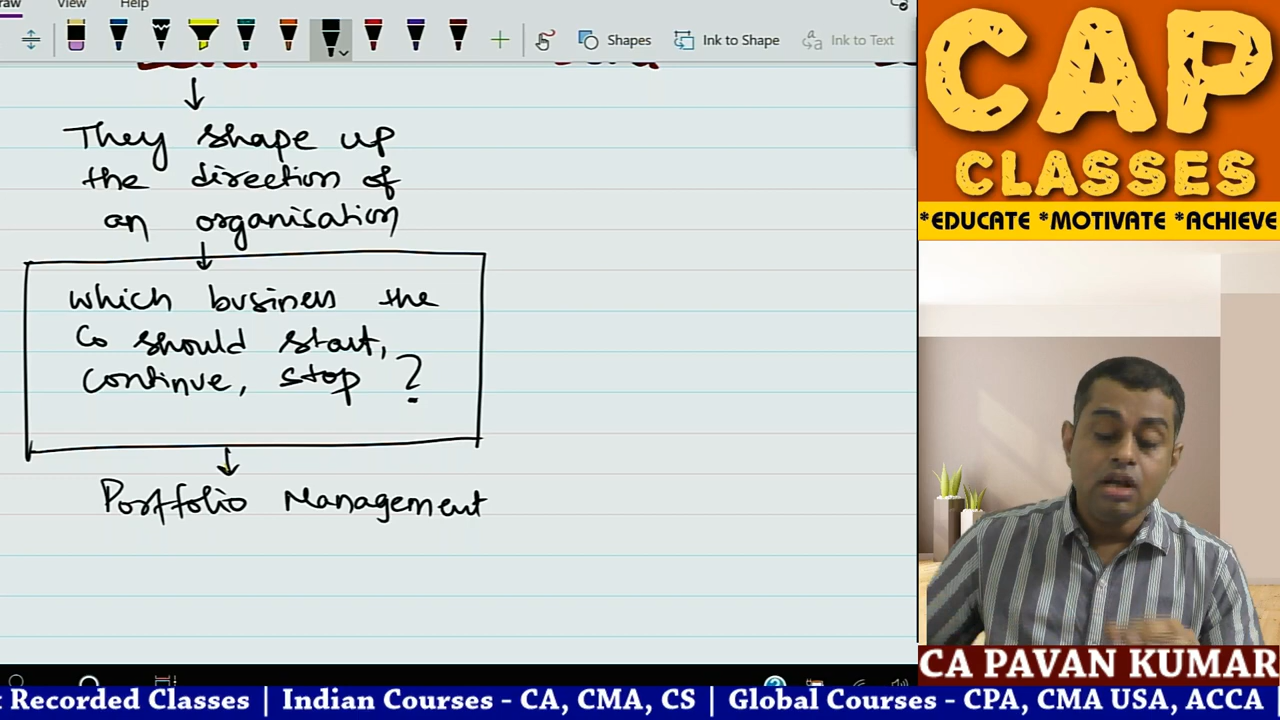 View
Help
Shapes
Ink to Shape
Ink to Text
They shape up
the direction of
an organisation
which business the
Co should start,
continue, stop ?
Portfolio Management
CAP
CLASSES
*EDUCATE *MOTIVATE *ACHIEVE
CA PAVAN KUMAR
Recorded Classes | Indian Courses - CA, CMA, CS | Global Courses - CPA, CMA USA, ACCA